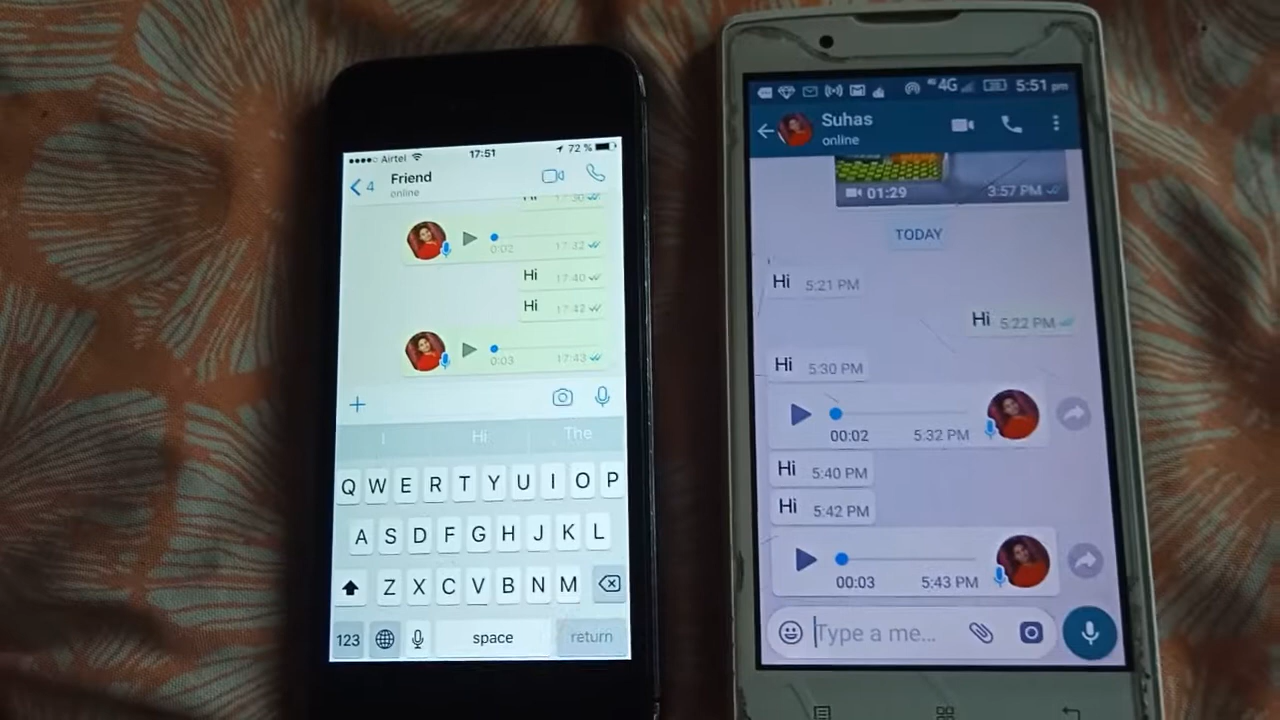 Airtel
17:51
72 %
4
Friend
online
17:30
0:02
17:32
Hi
17:40
Hi
17:42
0:03
17:43
I
Hi
The
Q W E R T Y U I O P
A S D F G H J K L
Z X C V B N M
123
space
return
4G
5:51 pm
Suhas
online
01:29
3:57 PM
TODAY
Hi 5:21 PM
Hi 5:22 PM
Hi 5:30 PM
00:02
5:32 PM
Hi 5:40 PM
Hi 5:42 PM
00:03
5:43 PM
Type a me...